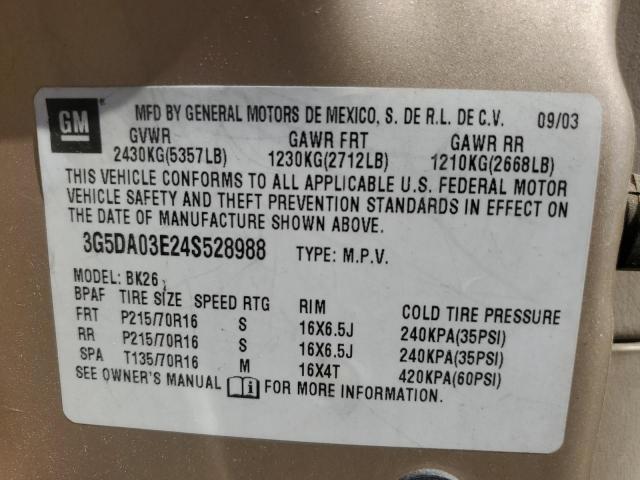 GM
MFD BY GENERAL MOTORS DE MEXICO, S. DE R.L. DE C.V. 09/03
GVWR GAWR FRT GAWR RR
2430KG(5357LB) 1230KG(2712LB) 1210KG(2668LB)
THIS VEHICLE CONFORMS TO ALL APPLICABLE U.S. FEDERAL MOTOR
VEHICLE SAFETY AND THEFT PREVENTION STANDARDS IN EFFECT ON
THE DATE OF MANUFACTURE SHOWN ABOVE.
3G5DA03E24S528988 TYPE: M.P.V.
MODEL: BK26
BPAF TIRE SIZE SPEED RTG RIM COLD TIRE PRESSURE
FRT P215/70R16 S 16X6.5J 240KPA(35PSI)
RR P215/70R16 S 16X6.5J 240KPA(35PSI)
SPA T135/70R16 M 16X4T 420KPA(60PSI)
SEE OWNER'S MANUAL FOR MORE INFORMATION.